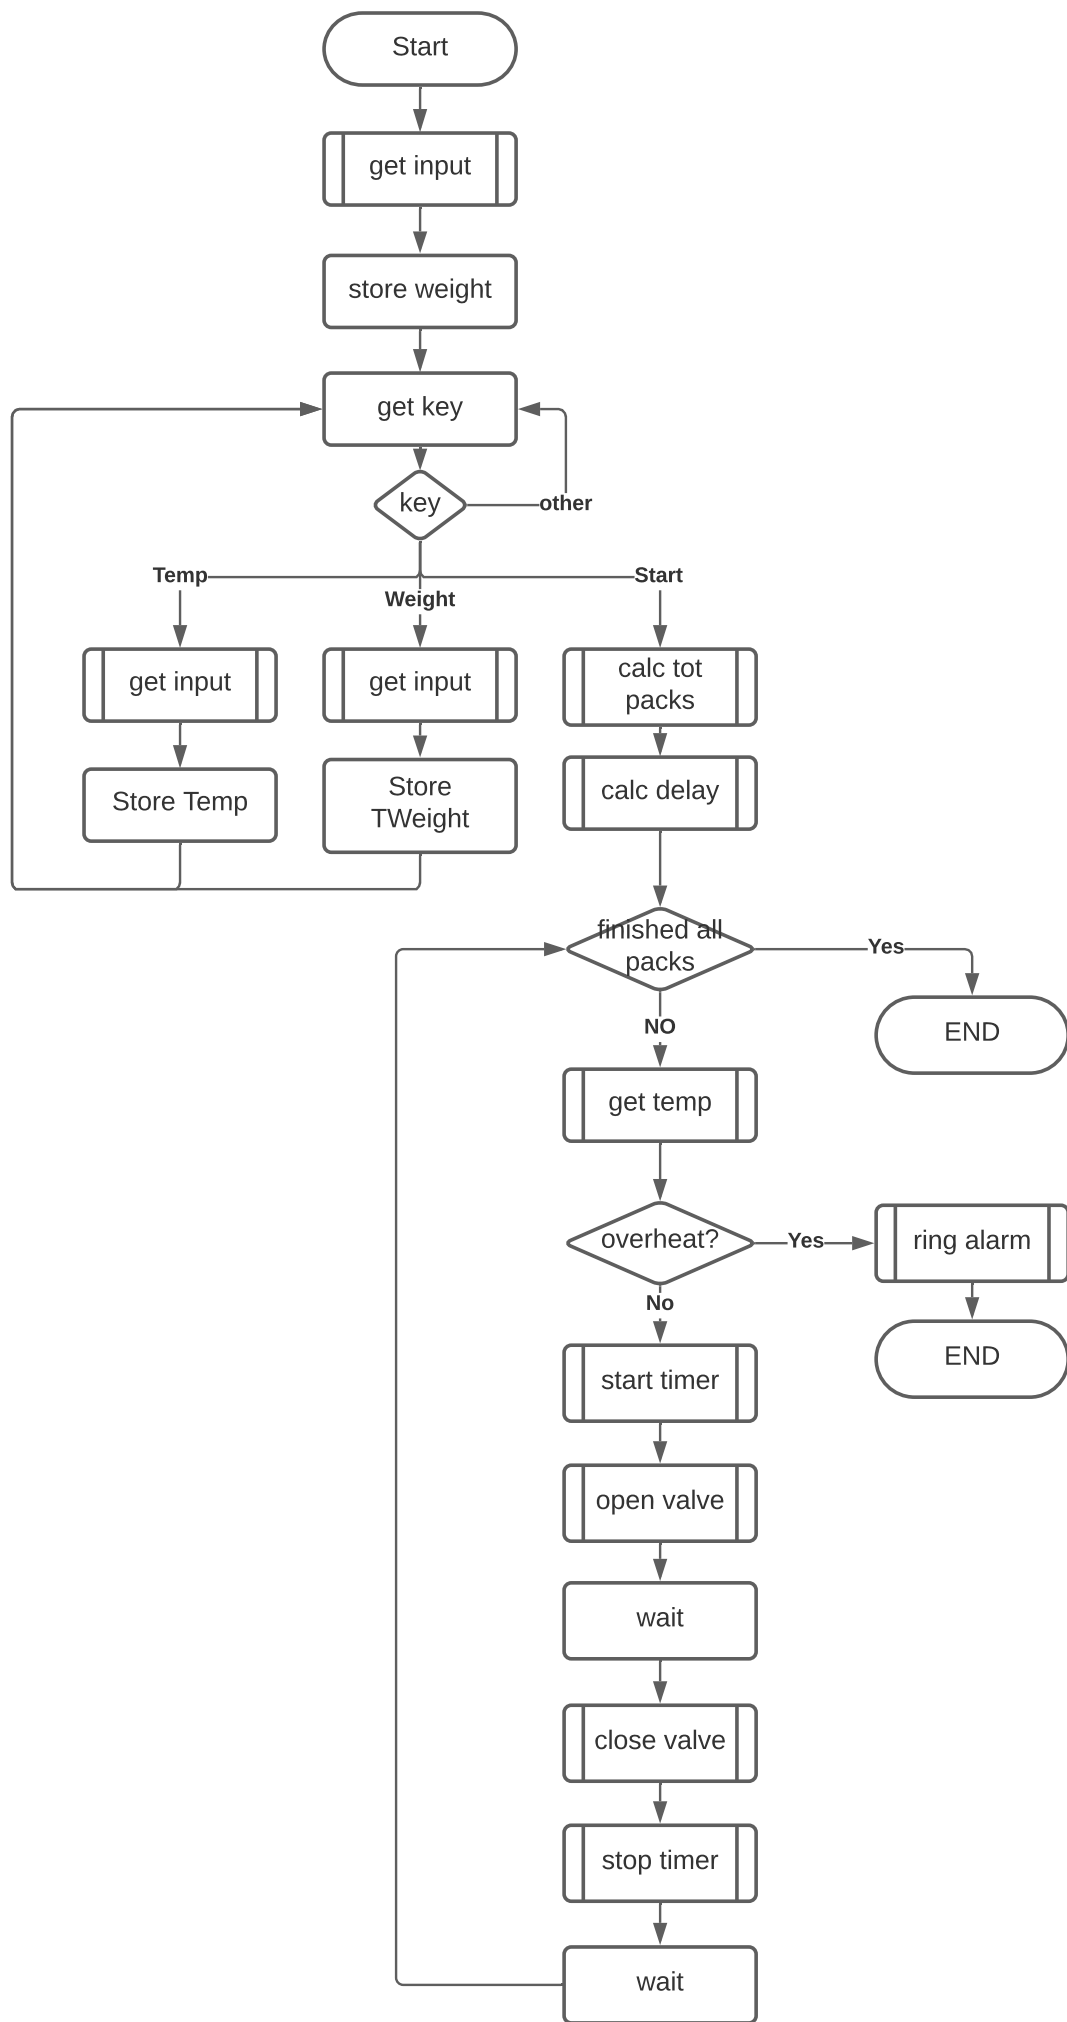 Start
get input
store weight
get key
key
other
Temp
Weight
Start
get input
get input
calc tot
packs
Store Temp
Store
TWeight
calc delay
finished all
packs
Yes
END
NO
get temp
overheat?
Yes
ring alarm
No
END
start timer
open valve
wait
close valve
stop timer
wait